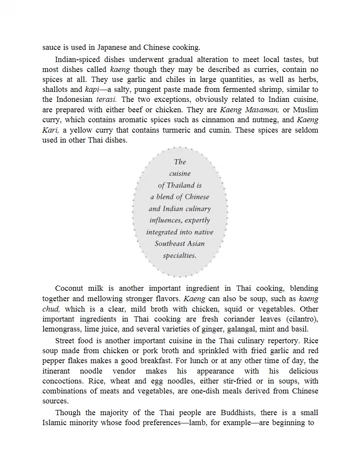 sauce is used in Japanese and Chinese cooking.
Indian-spiced dishes underwent gradual alteration to meet local tastes, but
most dishes called kaeng though they may be described as curries, contain no
spices at all. They use garlic and chiles in large quantities, as well as herbs,
shallots and kapi—a salty, pungent paste made from fermented shrimp, similar to
the Indonesian terasi. The two exceptions, obviously related to Indian cuisine,
are prepared with either beef or chicken. They are Kaeng Masaman, or Muslim
curry, which contains aromatic spices such as cinnamon and nutmeg, and Kaeng
Kari, a yellow curry that contains turmeric and cumin. These spices are seldom
used in other Thai dishes.
The
cuisine
of Thailand is
a blend of Chinese
and Indian culinary
influences, expertly
integrated into native
Southeast Asian
specialties.
Coconut milk is another important ingredient in Thai cooking, blending
together and mellowing stronger flavors. Kaeng can also be soup, such as kaeng
chud, which is a clear, mild broth with chicken, squid or vegetables. Other
important ingredients in Thai cooking are fresh coriander leaves (cilantro),
lemongrass, lime juice, and several varieties of ginger, galangal, mint and basil.
Street food is another important cuisine in the Thai culinary repertory. Rice
soup made from chicken or pork broth and sprinkled with fried garlic and red
pepper flakes makes a good breakfast. For lunch or at any other time of day, the
itinerant noodle vendor makes his appearance with his delicious
concoctions. Rice, wheat and egg noodles, either stir-fried or in soups, with
combinations of meats and vegetables, are one-dish meals derived from Chinese
sources.
Though the majority of the Thai people are Buddhists, there is a small
Islamic minority whose food preferences—lamb, for example—are beginning to